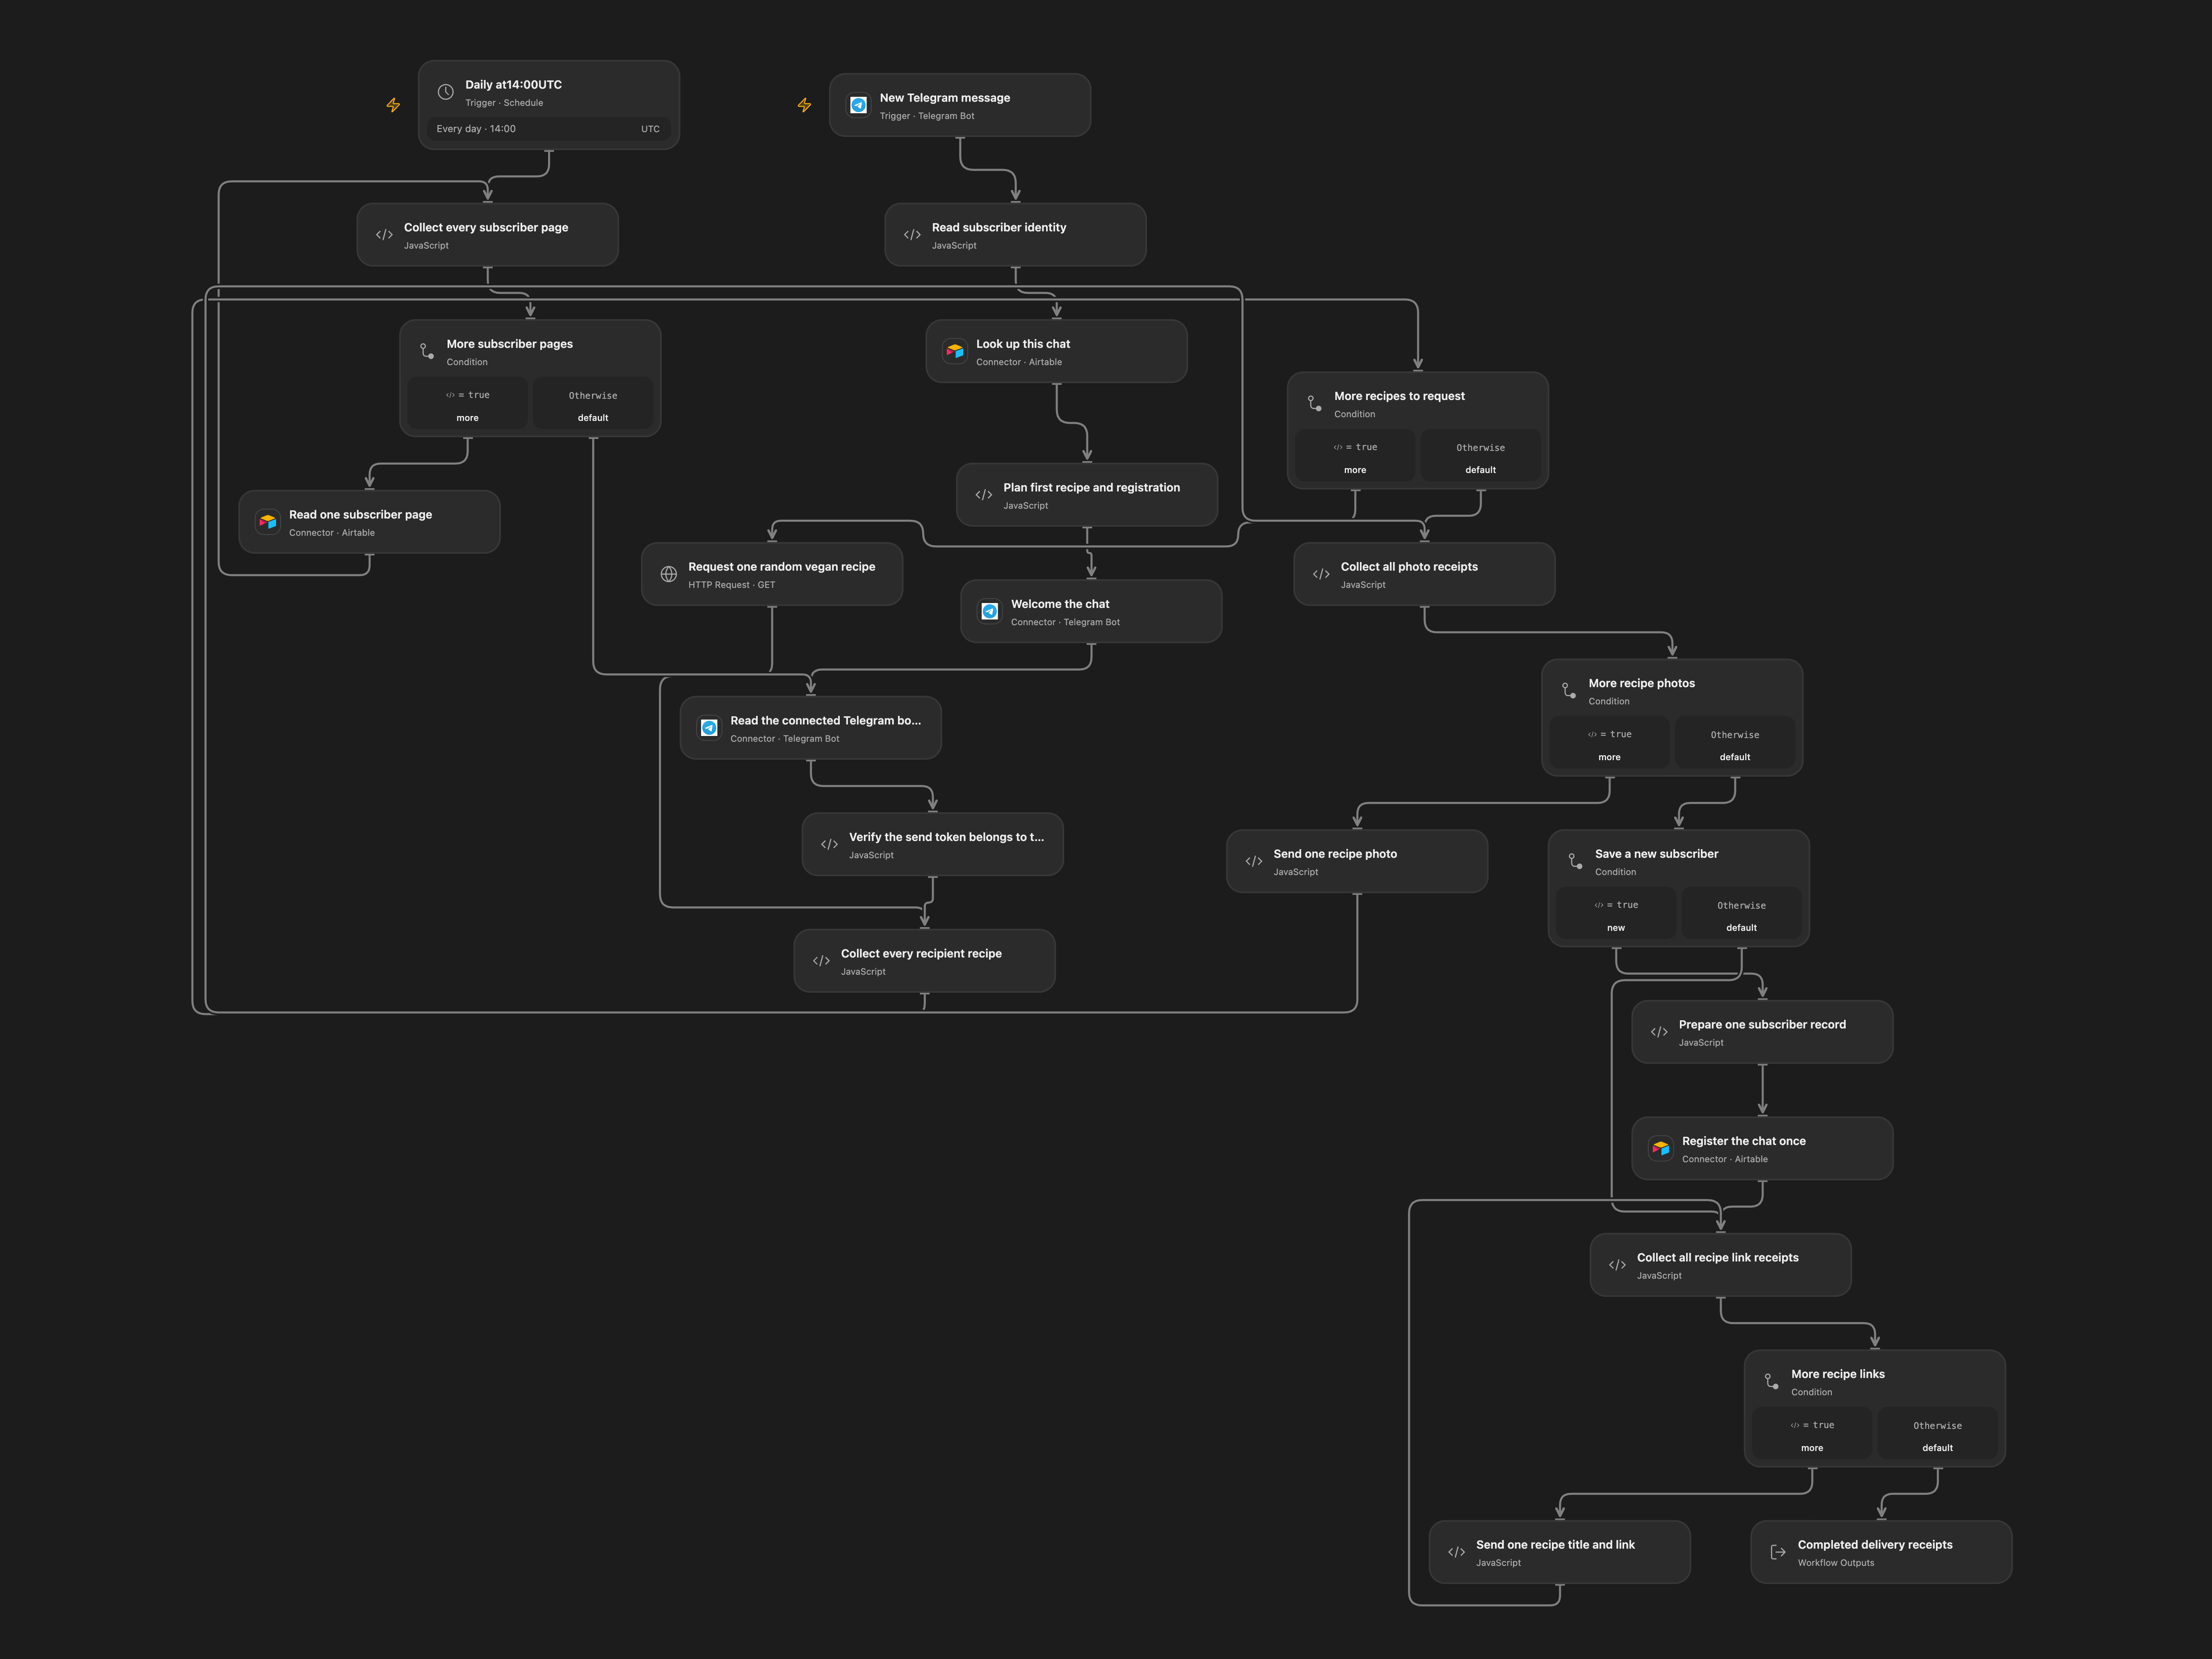 Daily at14:00UTC
Trigger · Schedule
Every day · 14:00
UTC
New Telegram message
Trigger · Telegram Bot
Collect every subscriber page
JavaScript
Read subscriber identity
JavaScript
More subscriber pages
Condition
</> = true
more
Otherwise
default
Look up this chat
Connector · Airtable
More recipes to request
Condition
</> = true
more
Otherwise
default
Read one subscriber page
Connector · Airtable
Plan first recipe and registration
JavaScript
Request one random vegan recipe
HTTP Request · GET
Welcome the chat
Connector · Telegram Bot
Collect all photo receipts
JavaScript
More recipe photos
Condition
</> = true
more
Otherwise
default
Read the connected Telegram bo...
Connector · Telegram Bot
Verify the send token belongs to t...
JavaScript
Send one recipe photo
JavaScript
Save a new subscriber
Condition
</> = true
new
Otherwise
default
Collect every recipient recipe
JavaScript
Prepare one subscriber record
JavaScript
Register the chat once
Connector · Airtable
Collect all recipe link receipts
JavaScript
More recipe links
Condition
</> = true
more
Otherwise
default
Send one recipe title and link
JavaScript
Completed delivery receipts
Workflow Outputs